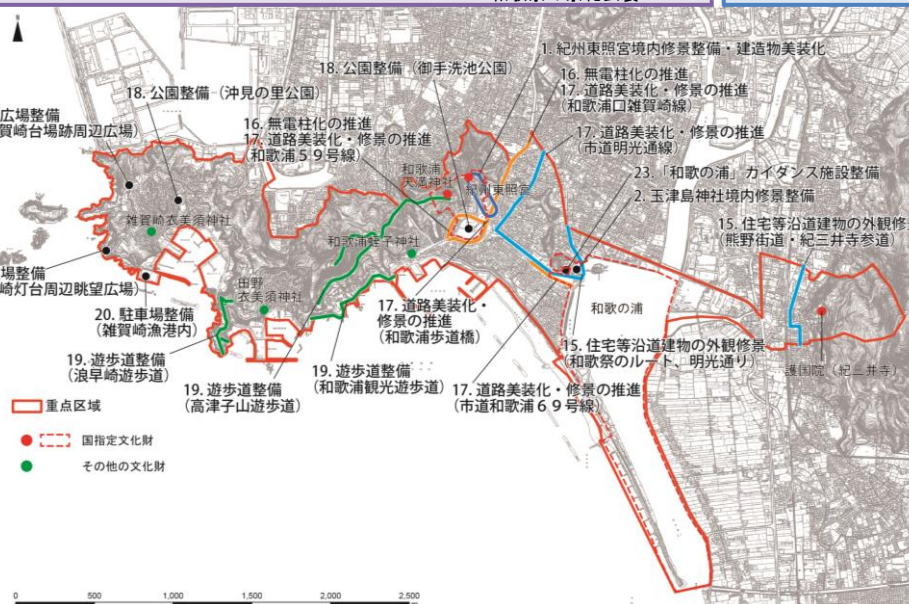 1. 紀州東照宮境内修景整備・建造物美装化
18. 公園整備（御手洗池公園）
16. 無電柱化の推進
17. 道路美装化・修景の推進
（和歌浦口雑賀崎線）
18. 公園整備（沖見の里公園）
広場整備
賀崎台場跡周辺広場）
16. 無電柱化の推進
17. 道路美装化・修景の推進
（和歌浦５９号線）
17. 道路美装化・修景の推進
（市道明光通線）
和歌浦
天満神社
紀州東照宮
23.「和歌の浦」ガイダンス施設整備
2. 玉津島神社境内修景整備
雑賀崎衣美須神社
和歌浦蛭子神社
15. 住宅等沿道建物の外観修
（熊野街道・紀三井寺参道）
場整備
崎灯台周辺眺望広場）
田野
衣美須神社
和歌の浦
20. 駐車場整備
（雑賀崎漁港内）
17. 道路美装化・
修景の推進
（和歌浦歩道橋）
15. 住宅等沿道建物の外観修景
（和歌祭のルート、明光通り）
護国院（紀三井寺）
19. 遊歩道整備
（浪早崎遊歩道）
19. 遊歩道整備
（高津子山遊歩道）
19. 遊歩道整備
（和歌浦観光遊歩道）
17. 道路美装化・修景の推進
（市道和歌浦６９号線）
重点区域
国指定文化財
その他の文化財
0 500 1,000 1,500 2,000 2,500